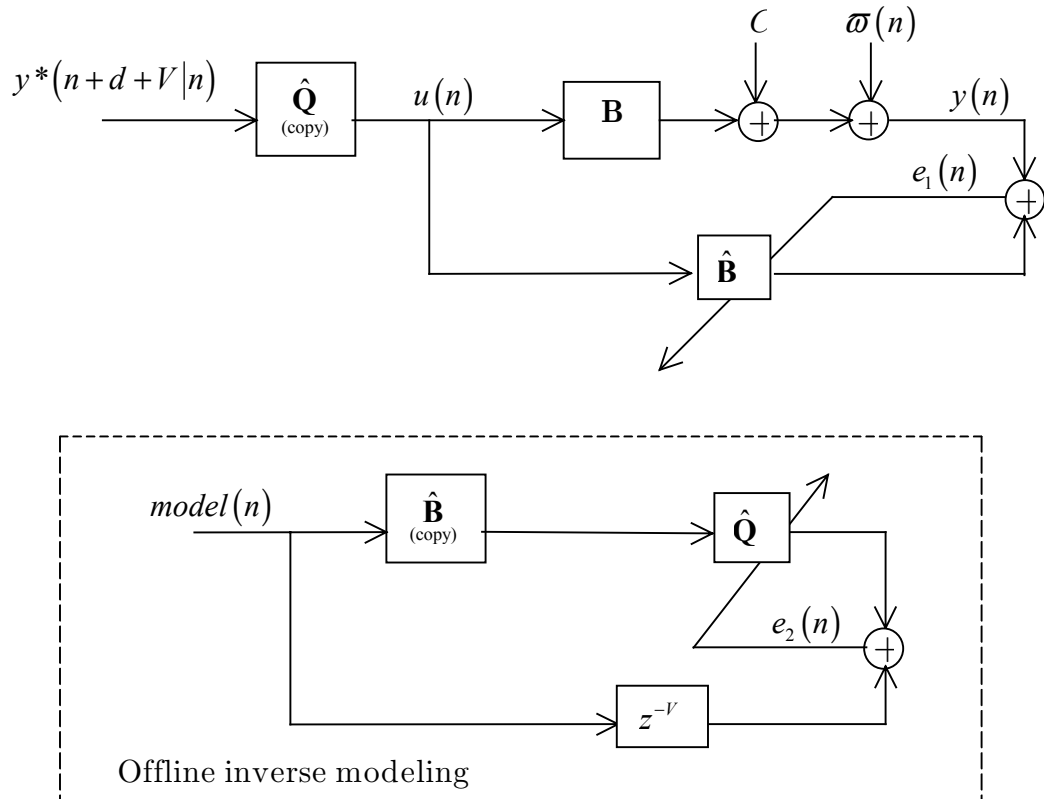 C
ϖ(n)
y*(n+d+V|n)
Q̂
(copy)
u(n)
B
+
+
y(n)
e₁(n)
+
B̂
model(n)
B̂
(copy)
Q̂
e₂(n)
+
z⁻ⱽ
Offline inverse modeling